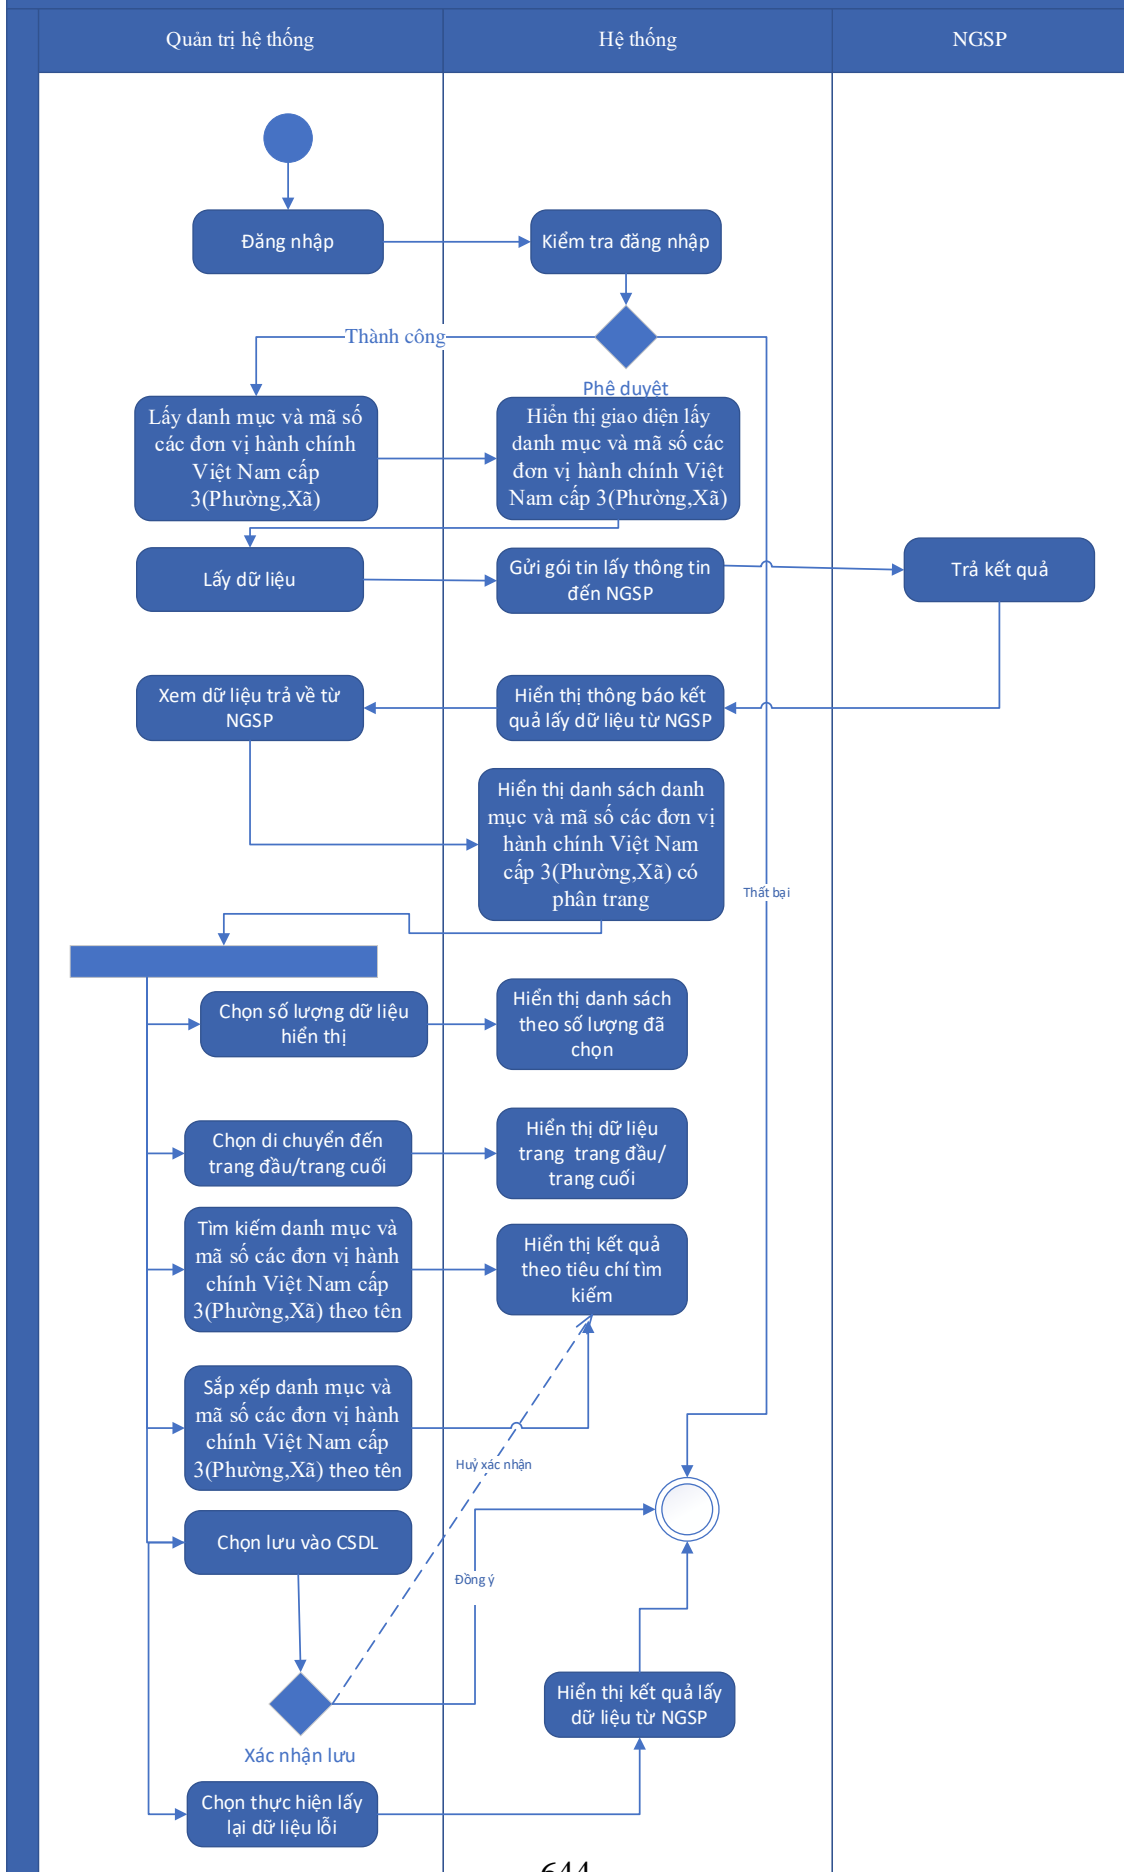 Quản trị hệ thống
Hệ thống
NGSP
Đăng nhập
Kiểm tra đăng nhập
Thành công
Phê duyệt
Lấy danh mục và mã số
các đơn vị hành chính
Việt Nam cấp
3(Phường,Xã)
Hiển thị giao diện lấy
danh mục và mã số các
đơn vị hành chính Việt
Nam cấp 3(Phường,Xã)
Lấy dữ liệu
Gửi gói tin lấy thông tin
đến NGSP
Trả kết quả
Xem dữ liệu trả về từ
NGSP
Hiển thị thông báo kết
quả lấy dữ liệu từ NGSP
Hiển thị danh sách danh
mục và mã số các đơn vị
hành chính Việt Nam
cấp 3(Phường,Xã) có
phân trang
Thất bại
Chọn số lượng dữ liệu
hiển thị
Hiển thị danh sách
theo số lượng đã
chọn
Chọn di chuyển đến
trang đầu/trang cuối
Hiển thị dữ liệu
trang  trang đầu/
trang cuối
Tìm kiếm danh mục và
mã số các đơn vị hành
chính Việt Nam cấp
3(Phường,Xã) theo tên
Hiển thị kết quả
theo tiêu chí tìm
kiếm
Sắp xếp danh mục và
mã số các đơn vị hành
chính Việt Nam cấp
3(Phường,Xã) theo tên
Huỷ xác nhận
Chọn lưu vào CSDL
Đồng ý
Xác nhận lưu
Hiển thị kết quả lấy
dữ liệu từ NGSP
Chọn thực hiện lấy
lại dữ liệu lỗi
644